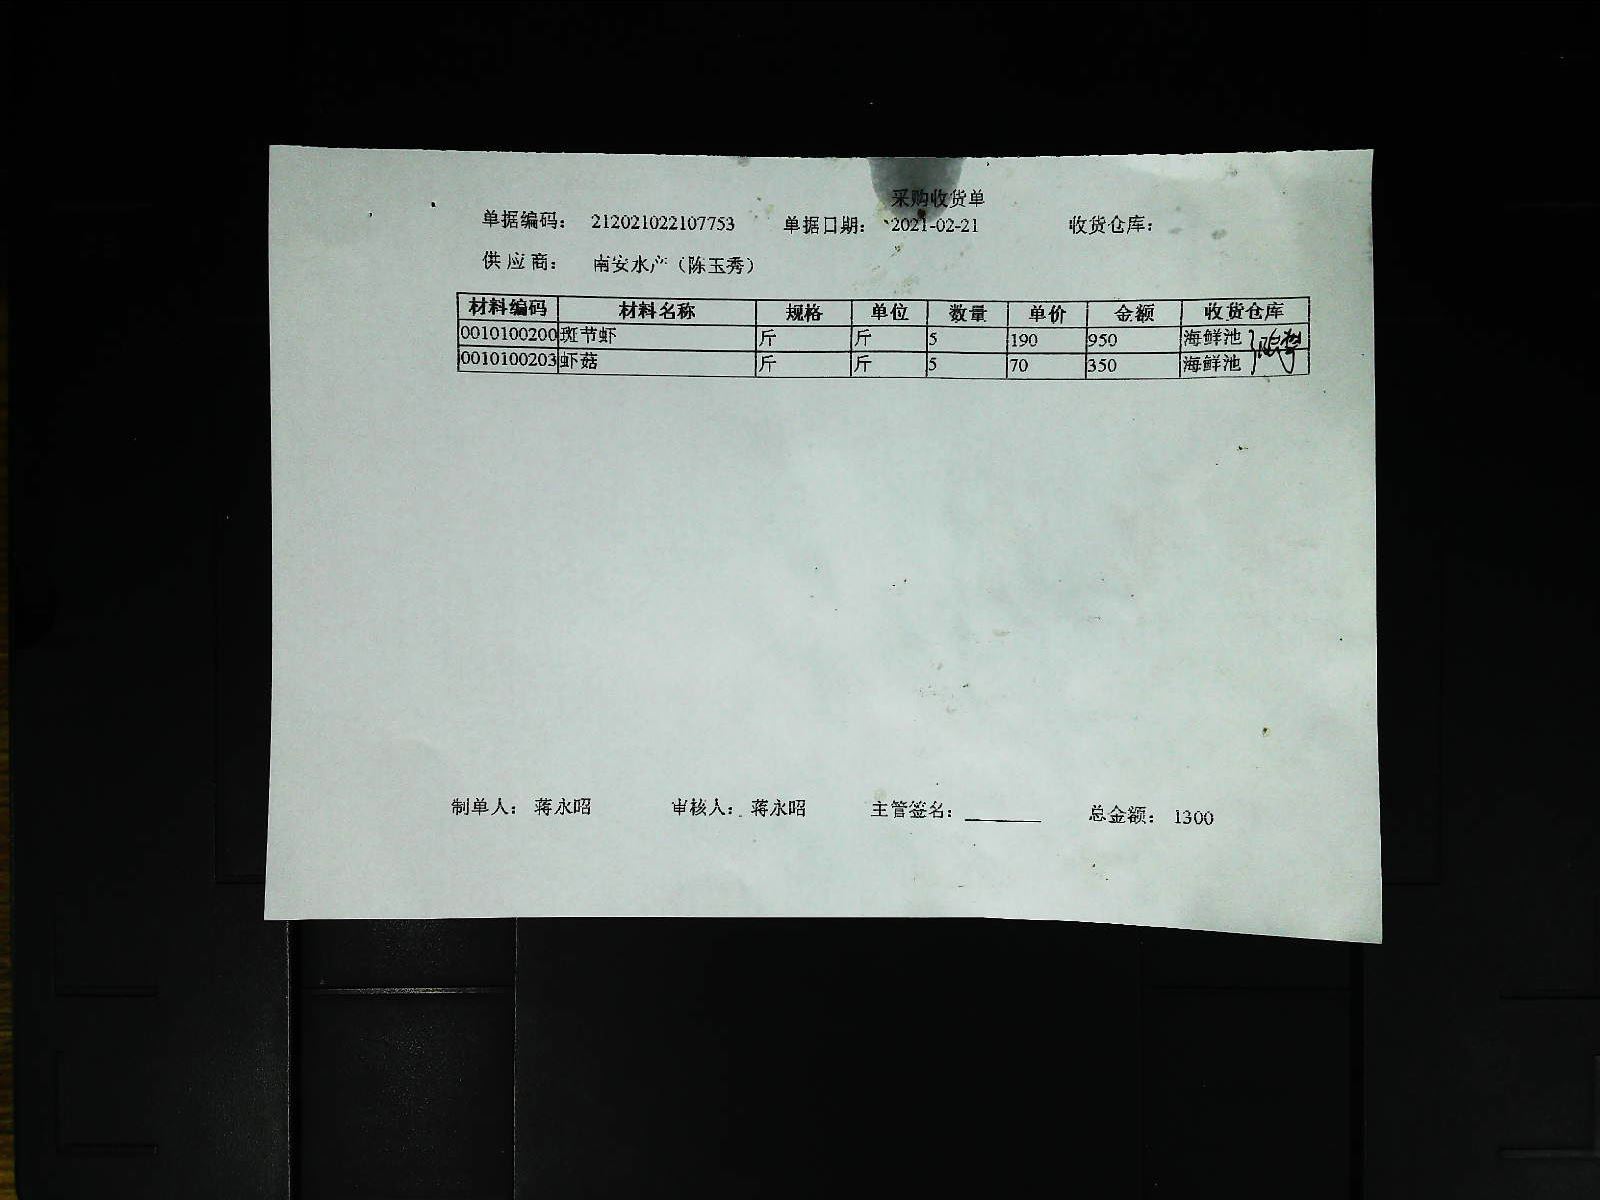 采购收货单
单据编码： 212021022107753 单据日期： 2021-02-21 收货仓库：
供应商： 南安水产（陈玉秀）
材料编码 材料名称 规格 单位 数量 单价 金额 收货仓库
0010100200 斑节虾 斤 斤 5 190 950 海鲜池
0010100203 虾菇 斤 斤 5 70 350 海鲜池
制单人： 蒋永昭 审核人： 蒋永昭 主管签名： 总金额： 1300